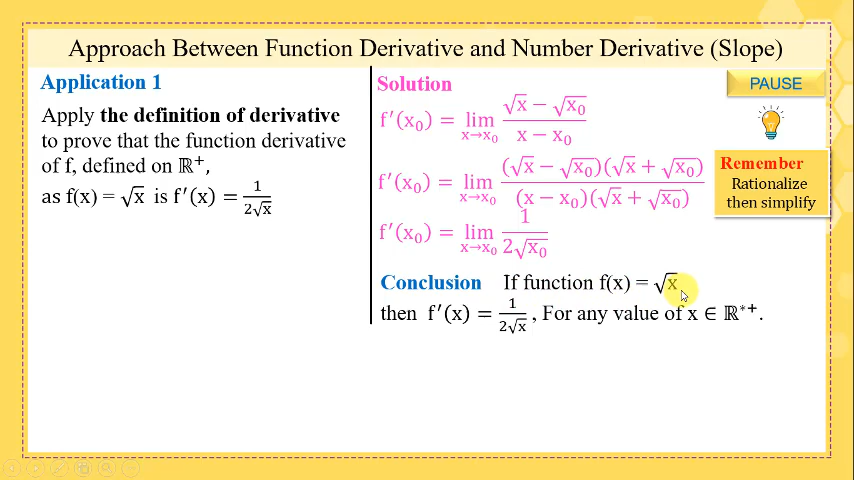 Approach Between Function Derivative and Number Derivative (Slope)
Application 1
Apply the definition of derivative
to prove that the function derivative
of f, defined on ℝ⁺,
as f(x) = √x is f′(x) = 1/(2√x)
Solution
f′(x₀) = lim x→x₀ (√x − √x₀)/(x − x₀)
f′(x₀) = lim x→x₀ ((√x − √x₀)(√x + √x₀))/((x − x₀)(√x + √x₀))
f′(x₀) = lim x→x₀ 1/(2√x₀)
Conclusion If function f(x) = √x
then f′(x) = 1/(2√x) , For any value of x ∈ ℝ*⁺.
PAUSE
Remember
Rationalize
then simplify